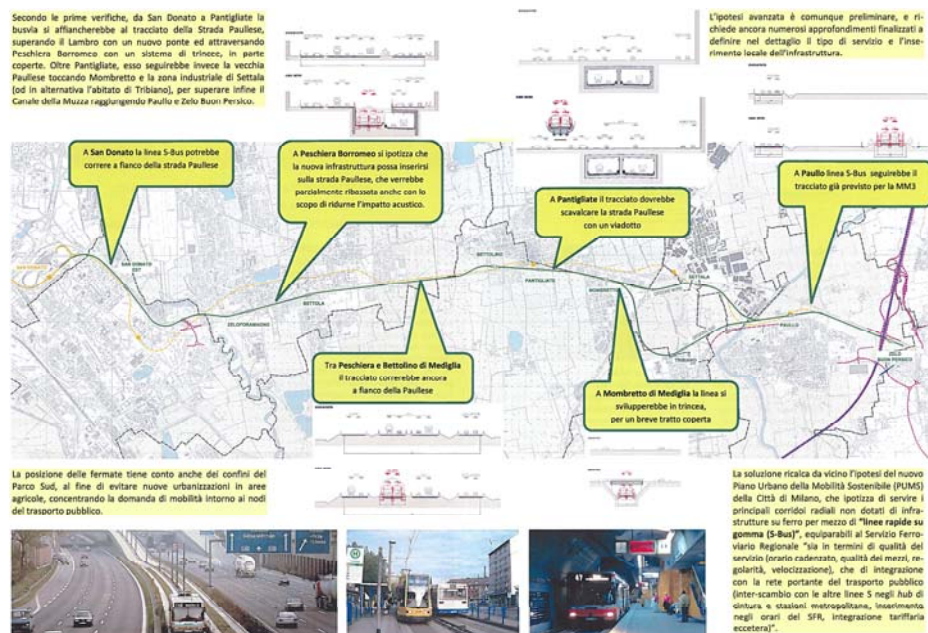 Secondo le prime verifiche, da San Donato a Pantigliate la
busvia si affiancherebbe al tracciato della Strada Paullese,
superando il Lambro con un nuovo ponte ed attraversando
Peschiera Borromeo con un sistema di trincee, in parte
coperte. Oltre Pantigliate, esso seguirebbe invece la vecchia
Paullese toccando Mombretto e la zona industriale di Settala
(od in alternativa l'abitato di Tribiano), per superare infine il
Canale della Muzza raggiungendo Paullo e Zelo Buon Persico.
L'ipotesi avanzata è comunque preliminare, e ri-
chiede ancora numerosi approfondimenti finalizzati a
definire nel dettaglio il tipo di servizio e l'inse-
rimento locale dell'infrastruttura.
A San Donato la linea S-Bus potrebbe
correre a fianco della strada Paullese
A Peschiera Borromeo si ipotizza che
la nuova infrastruttura possa inserirsi
sulla strada Paullese, che verrebbe
parzialmente ribassata anche con lo
scopo di ridurne l'impatto acustico.
A Pantigliate il tracciato dovrebbe
scavalcare la strada Paullese
con un viadotto
A Paullo linea S-Bus seguirebbe il
tracciato già previsto per la MM3
SAN DONATO
SAN DONATO
EST
ZELOFORAMAGNO
BETTOLA
BETTOLINO
PANTIGLIATE
MOMBRETTO
SETTALA
TRIBIANO
PAULLO
ZELO
BUON PERSICO
Tra Peschiera e Bettolino di Mediglia
il tracciato correrebbe ancora
a fianco della Paullese
A Mombretto di Mediglia la linea si
svilupperebbe in trincea,
per un breve tratto coperta
La posizione delle fermate tiene conto anche dei confini del
Parco Sud, al fine di evitare nuove urbanizzazioni in aree
agricole, concentrando la domanda di mobilità intorno ai nodi
del trasporto pubblico.
La soluzione ricalca da vicino l'ipotesi del nuovo
Piano Urbano della Mobilità Sostenibile (PUMS)
della Città di Milano, che ipotizza di servire i
principali corridoi radiali non dotati di infra-
strutture su ferro per mezzo di "linee rapide su
gomma (S-Bus)", equiparabili al Servizio Ferro-
viario Regionale "sia in termini di qualità del
servizio (orario cadenzato, qualità dei mezzi, re-
golarità, velocizzazione), che di integrazione
con la rete portante del trasporto pubblico
(inter-scambio con le altre linee S negli hub di
cintura e stazioni metropolitane, inserimento
negli orari del SFR, integrazione tariffaria
eccetera)".
H
47